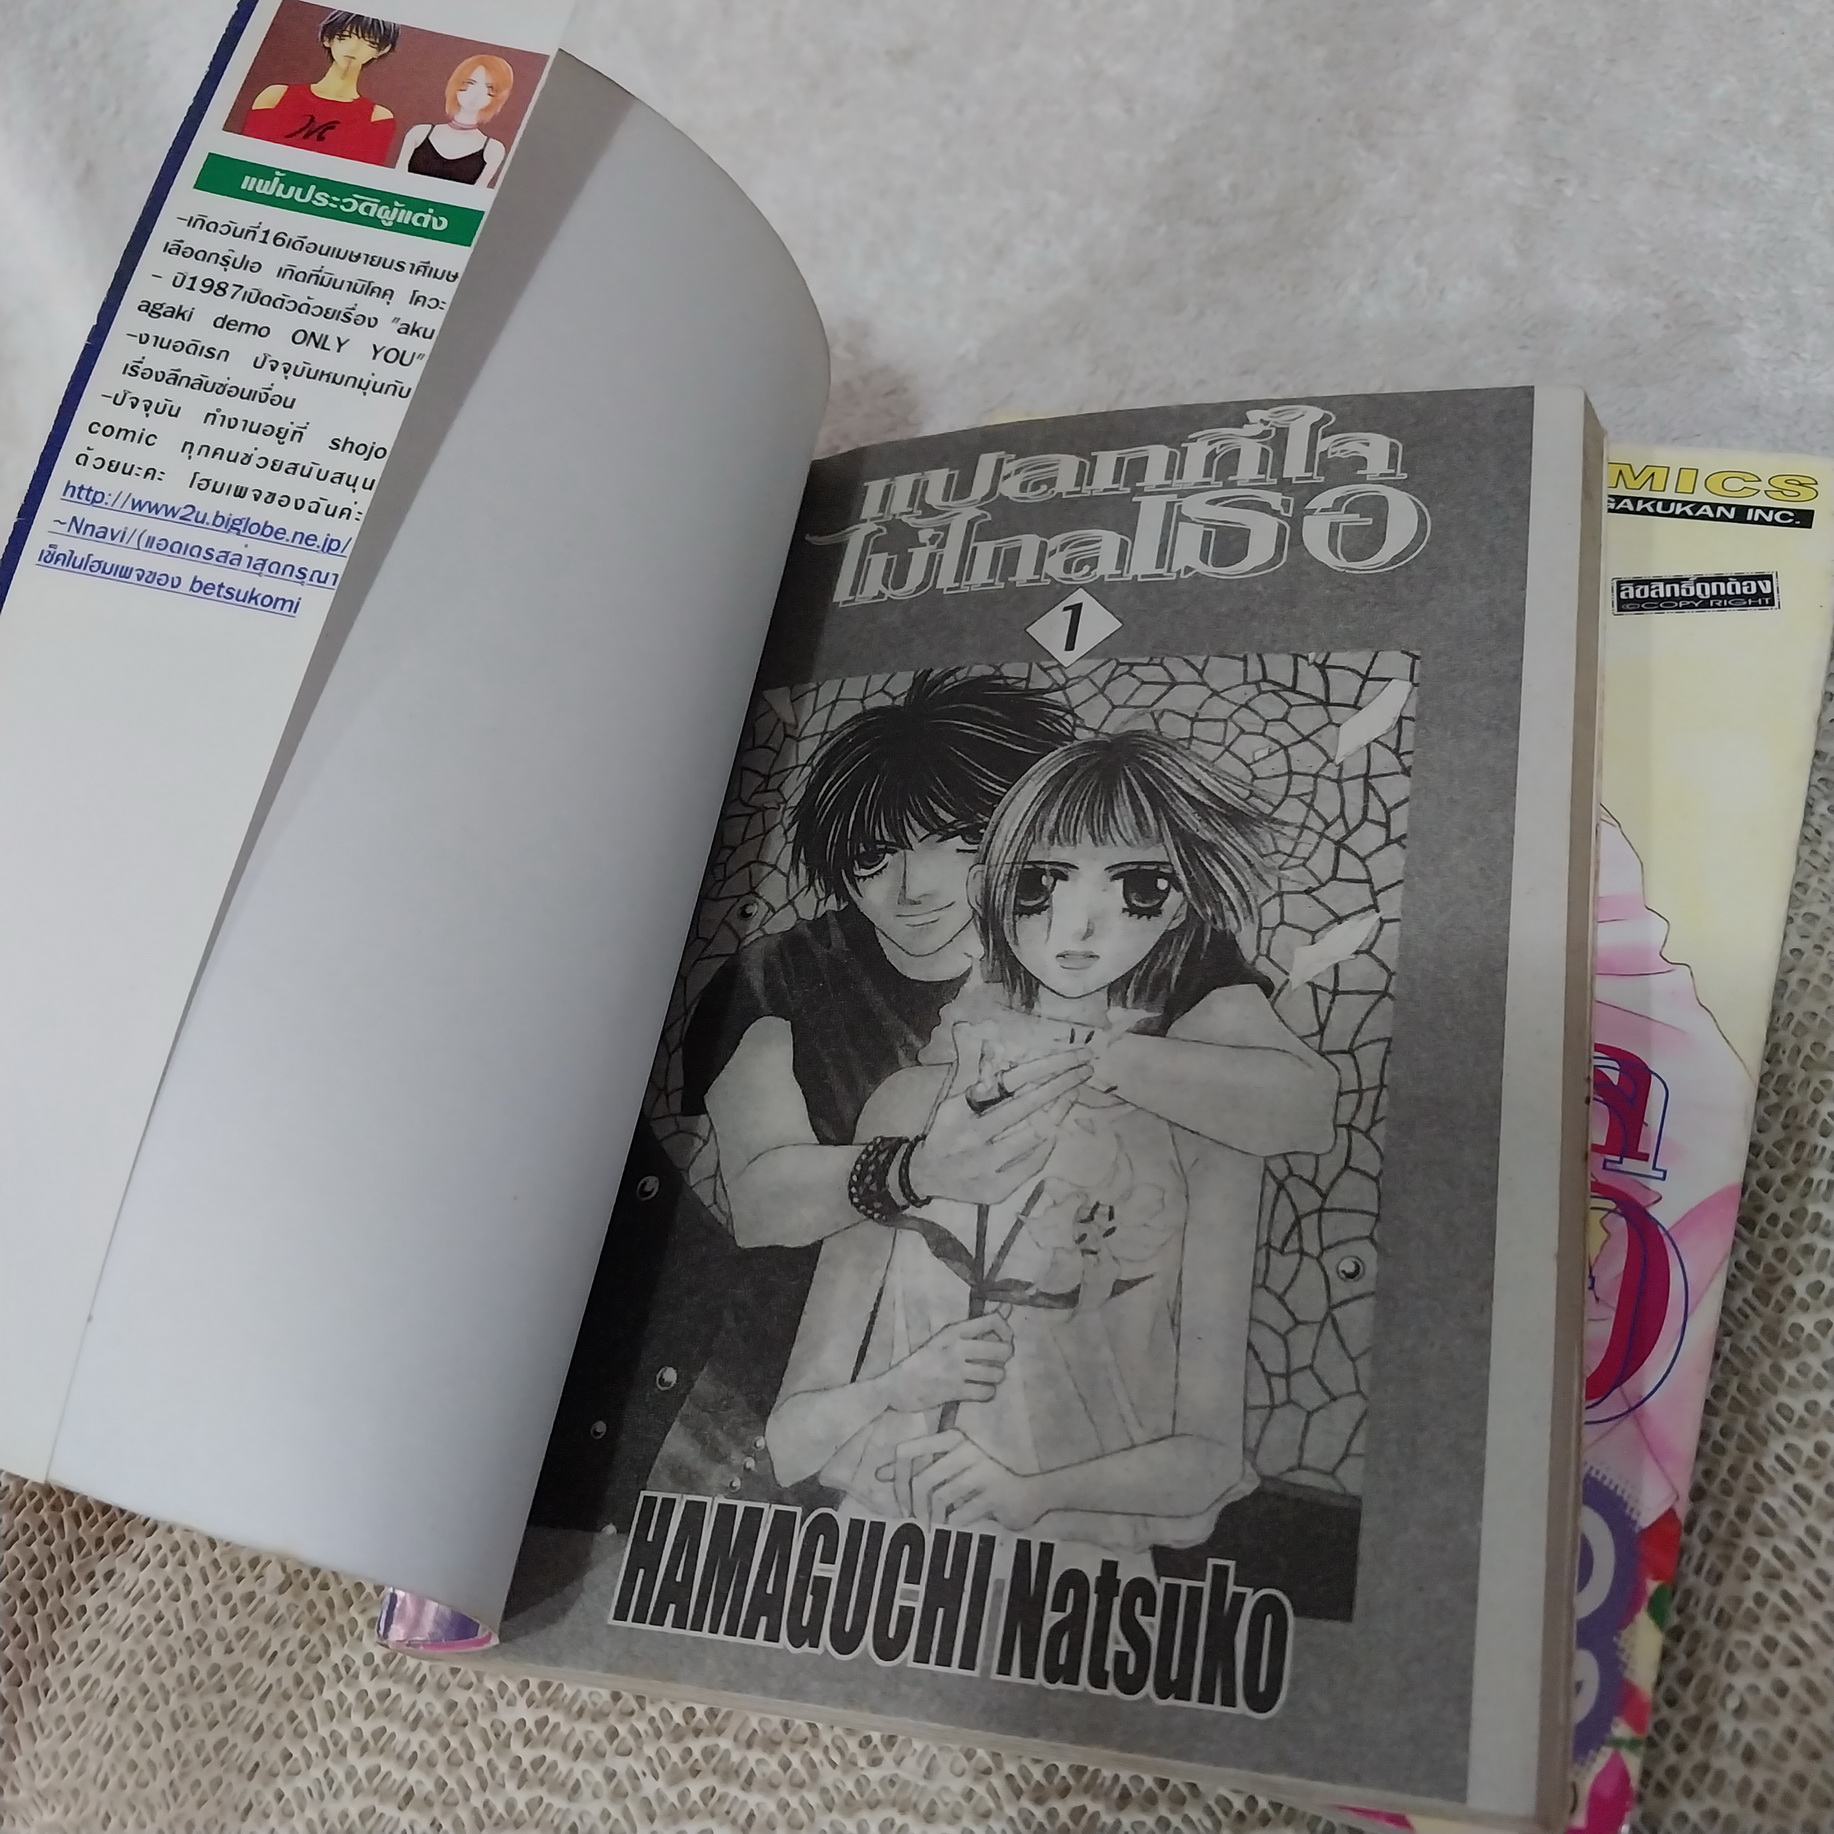 แฟ้มประวัติผู้แต่ง
-เกิดวันที่16เดือนเมษายนราศีเมษ
เลือดกรุ๊ปเอ เกิดที่มินามิโคคุ โควะ
- ปี1987เปิดตัวด้วยเรื่อง "aku
agaki demo ONLY YOU"
-งานอดิเรก ปัจจุบันหมกมุ่นกับ
เรื่องลึกลับซ่อนเงื่อน
-ปัจจุบัน ทำงานอยู่ที่ shojo
comic ทุกคนช่วยสนับสนุน
ด้วยนะคะ โฮมเพจของฉันค่ะ
http://www2u.biglobe.ne.jp/
~Nnavi/(แอดเดรสล่าสุดกรุณา
เช็คในโฮมเพจของ betsukomi
แปลกที่ใจ
ไม่ไกลเธอ
1
HAMAGUCHI Natsuko
MICS
GAKUKAN INC.
ลิขสิทธิ์ถูกต้อง
©COPY RIGHT